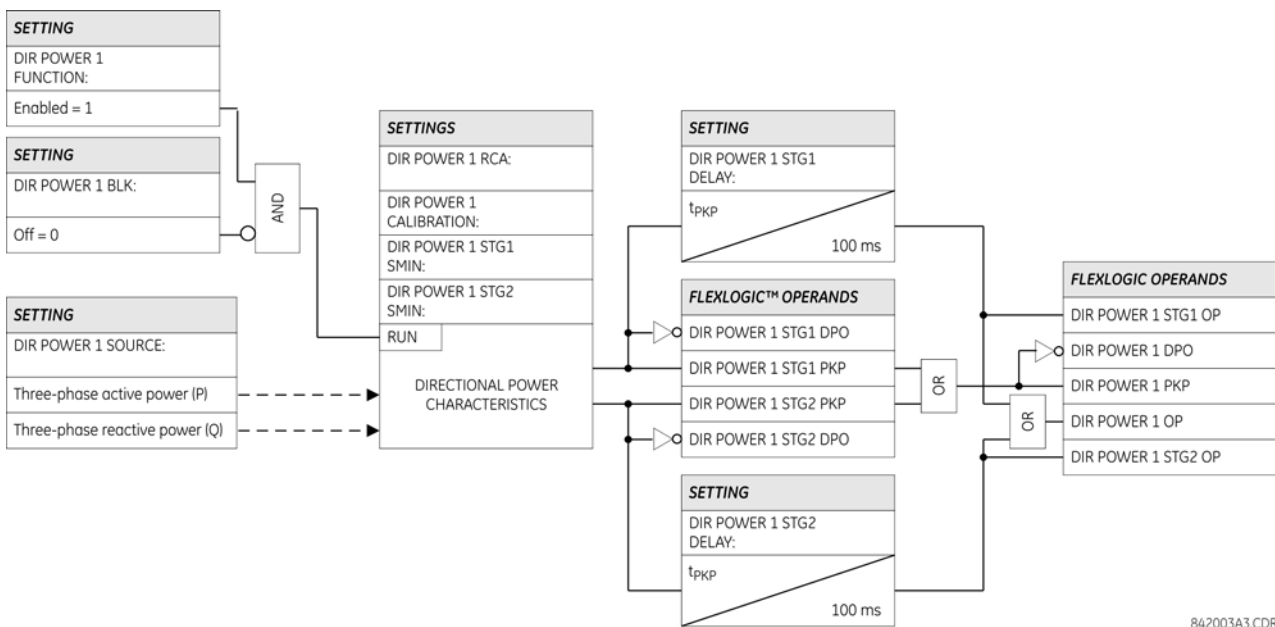 SETTING
DIR POWER 1
FUNCTION:
Enabled = 1
SETTING
DIR POWER 1 BLK:
Off = 0
AND
SETTING
DIR POWER 1 SOURCE:
Three-phase active power (P)
Three-phase reactive power (Q)
SETTINGS
DIR POWER 1 RCA:
DIR POWER 1
CALIBRATION:
DIR POWER 1 STG1
SMIN:
DIR POWER 1 STG2
SMIN:
RUN
DIRECTIONAL POWER
CHARACTERISTICS
SETTING
DIR POWER 1 STG1
DELAY:
tPKP
100 ms
FLEXLOGIC™ OPERANDS
DIR POWER 1 STG1 DPO
DIR POWER 1 STG1 PKP
DIR POWER 1 STG2 PKP
DIR POWER 1 STG2 DPO
SETTING
DIR POWER 1 STG2
DELAY:
tPKP
100 ms
OR
OR
FLEXLOGIC OPERANDS
DIR POWER 1 STG1 OP
DIR POWER 1 DPO
DIR POWER 1 PKP
DIR POWER 1 OP
DIR POWER 1 STG2 OP
842003A3.CDR